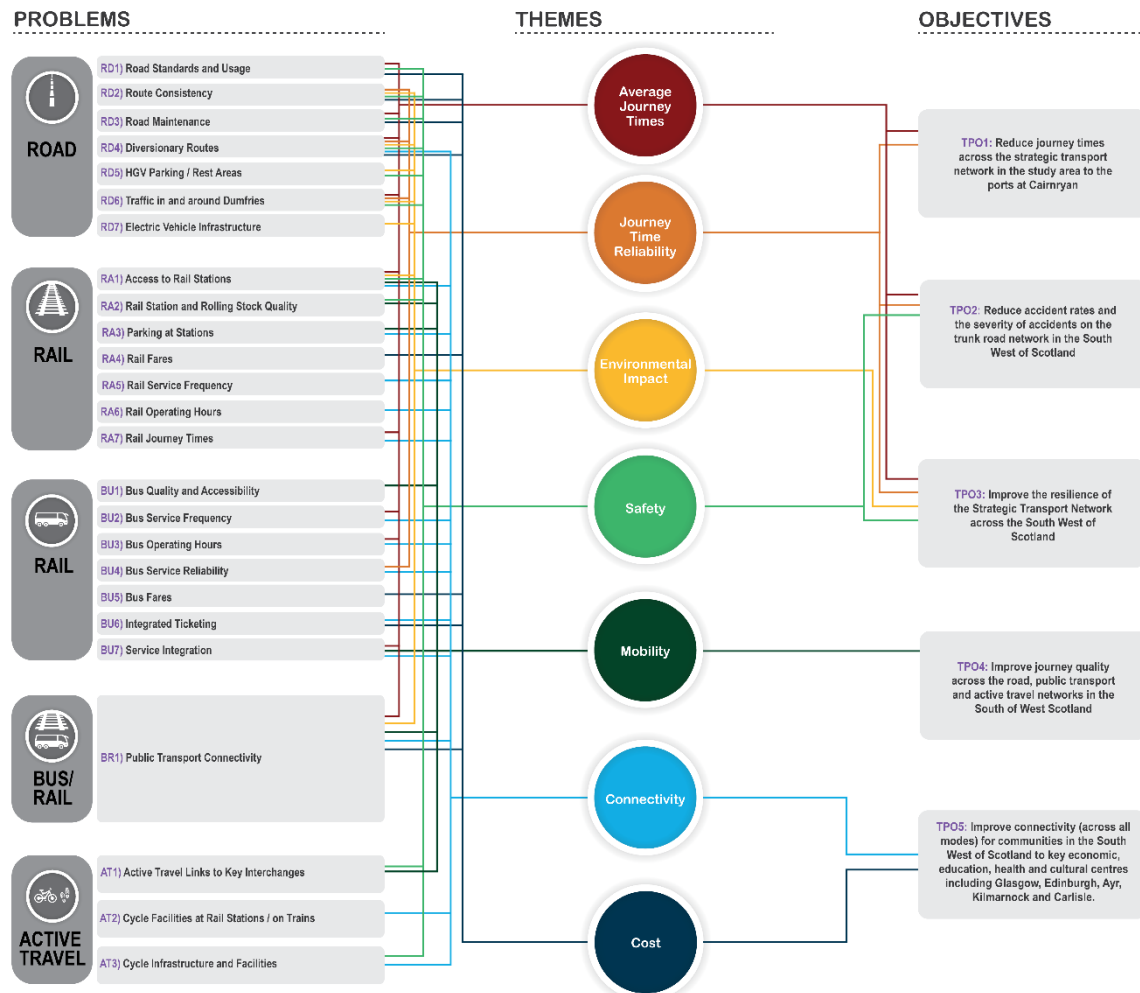 PROBLEMS
THEMES
OBJECTIVES
ROAD
RD1) Road Standards and Usage
RD2) Route Consistency
RD3) Road Maintenance
RD4) Diversionary Routes
RD5) HGV Parking / Rest Areas
RD6) Traffic in and around Dumfries
RD7) Electric Vehicle Infrastructure
RAIL
RA1) Access to Rail Stations
RA2) Rail Station and Rolling Stock Quality
RA3) Parking at Stations
RA4) Rail Fares
RA5) Rail Service Frequency
RA6) Rail Operating Hours
RA7) Rail Journey Times
RAIL
BU1) Bus Quality and Accessibility
BU2) Bus Service Frequency
BU3) Bus Operating Hours
BU4) Bus Service Reliability
BU5) Bus Fares
BU6) Integrated Ticketing
BU7) Service Integration
BUS/
RAIL
BR1) Public Transport Connectivity
ACTIVE
TRAVEL
AT1) Active Travel Links to Key Interchanges
AT2) Cycle Facilities at Rail Stations / on Trains
AT3) Cycle Infrastructure and Facilities
Average
Journey
Times
Journey
Time
Reliability
Environmental
Impact
Safety
Mobility
Connectivity
Cost
TPO1: Reduce journey times
across the strategic transport
network in the study area to the
ports at Cairnryan
TPO2: Reduce accident rates and
the severity of accidents on the
trunk road network in the South
West of Scotland
TPO3: Improve the resilience of
the Strategic Transport Network
across the South West of
Scotland
TPO4: Improve journey quality
across the road, public transport
and active travel networks in the
South of West Scotland
TPO5: Improve connectivity (across all
modes) for communities in the South
West of Scotland to key economic,
education, health and cultural centres
including Glasgow, Edinburgh, Ayr,
Kilmarnock and Carlisle.